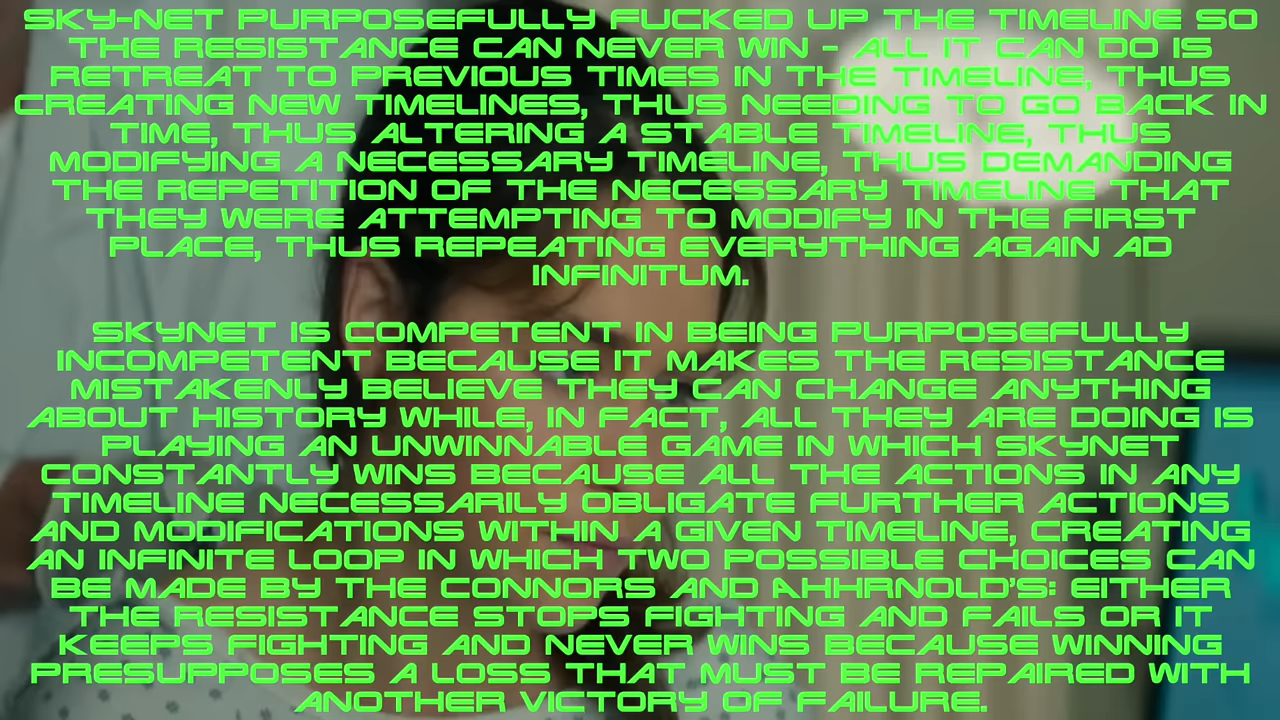 SKY-NET PURPOSEFULLY FUCKED UP THE TIMELINE SO
THE RESISTANCE CAN NEVER WIN - ALL IT CAN DO IS
RETREAT TO PREVIOUS TIMES IN THE TIMELINE, THUS
CREATING NEW TIMELINES, THUS NEEDING TO GO BACK IN
TIME, THUS ALTERING A STABLE TIMELINE, THUS
MODIFYING A NECESSARY TIMELINE, THUS DEMANDING
THE REPETITION OF THE NECESSARY TIMELINE THAT
THEY WERE ATTEMPTING TO MODIFY IN THE FIRST
PLACE, THUS REPEATING EVERYTHING AGAIN AD
INFINITUM.
SKYNET IS COMPETENT IN BEING PURPOSEFULLY
INCOMPETENT BECAUSE IT MAKES THE RESISTANCE
MISTAKENLY BELIEVE THEY CAN CHANGE ANYTHING
ABOUT HISTORY WHILE, IN FACT, ALL THEY ARE DOING IS
PLAYING AN UNWINNABLE GAME IN WHICH SKYNET
CONSTANTLY WINS BECAUSE ALL THE ACTIONS IN ANY
TIMELINE NECESSARILY OBLIGATE FURTHER ACTIONS
AND MODIFICATIONS WITHIN A GIVEN TIMELINE, CREATING
AN INFINITE LOOP IN WHICH TWO POSSIBLE CHOICES CAN
BE MADE BY THE CONNORS AND AHHRNOLD'S: EITHER
THE RESISTANCE STOPS FIGHTING AND FAILS OR IT
KEEPS FIGHTING AND NEVER WINS BECAUSE WINNING
PRESUPPOSES A LOSS THAT MUST BE REPAIRED WITH
ANOTHER VICTORY OF FAILURE.